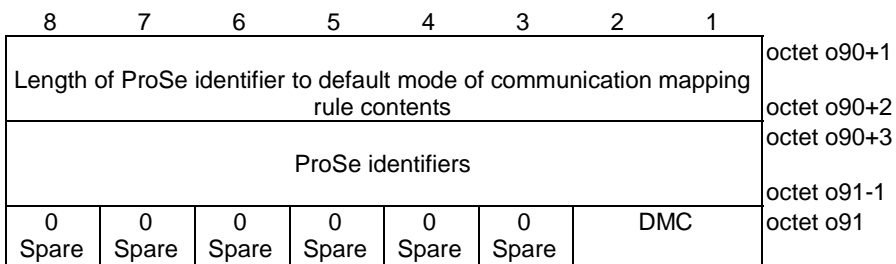 8 7 6 5 4 3 2 1
octet o90+1
Length of ProSe identifier to default mode of communication mapping
rule contents
octet o90+2
octet o90+3
ProSe identifiers
octet o91-1
0 0 0 0 0 0 DMC octet o91
Spare Spare Spare Spare Spare Spare